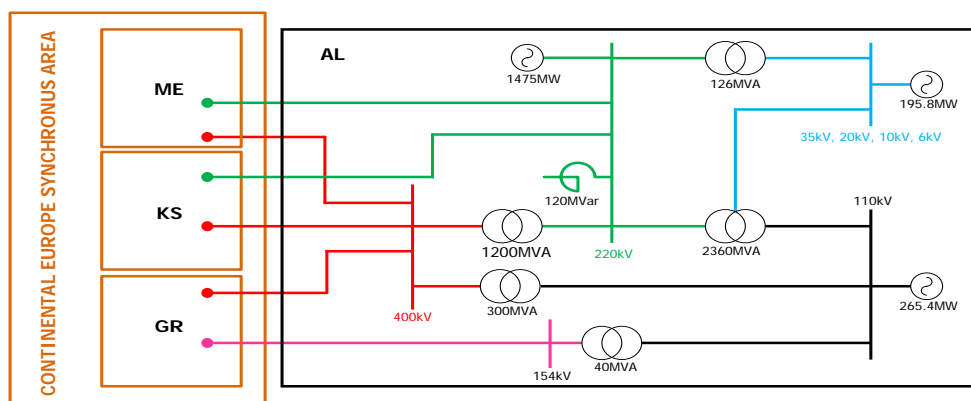 CONTINENTAL EUROPE SYNCHRONUS AREA
ME
KS
GR
AL
1475MW
126MVA
195.8MW
35kV, 20kV, 10kV, 6kV
120MVar
110kV
1200MVA
220kV
2360MVA
300MVA
265.4MW
400kV
40MVA
154kV